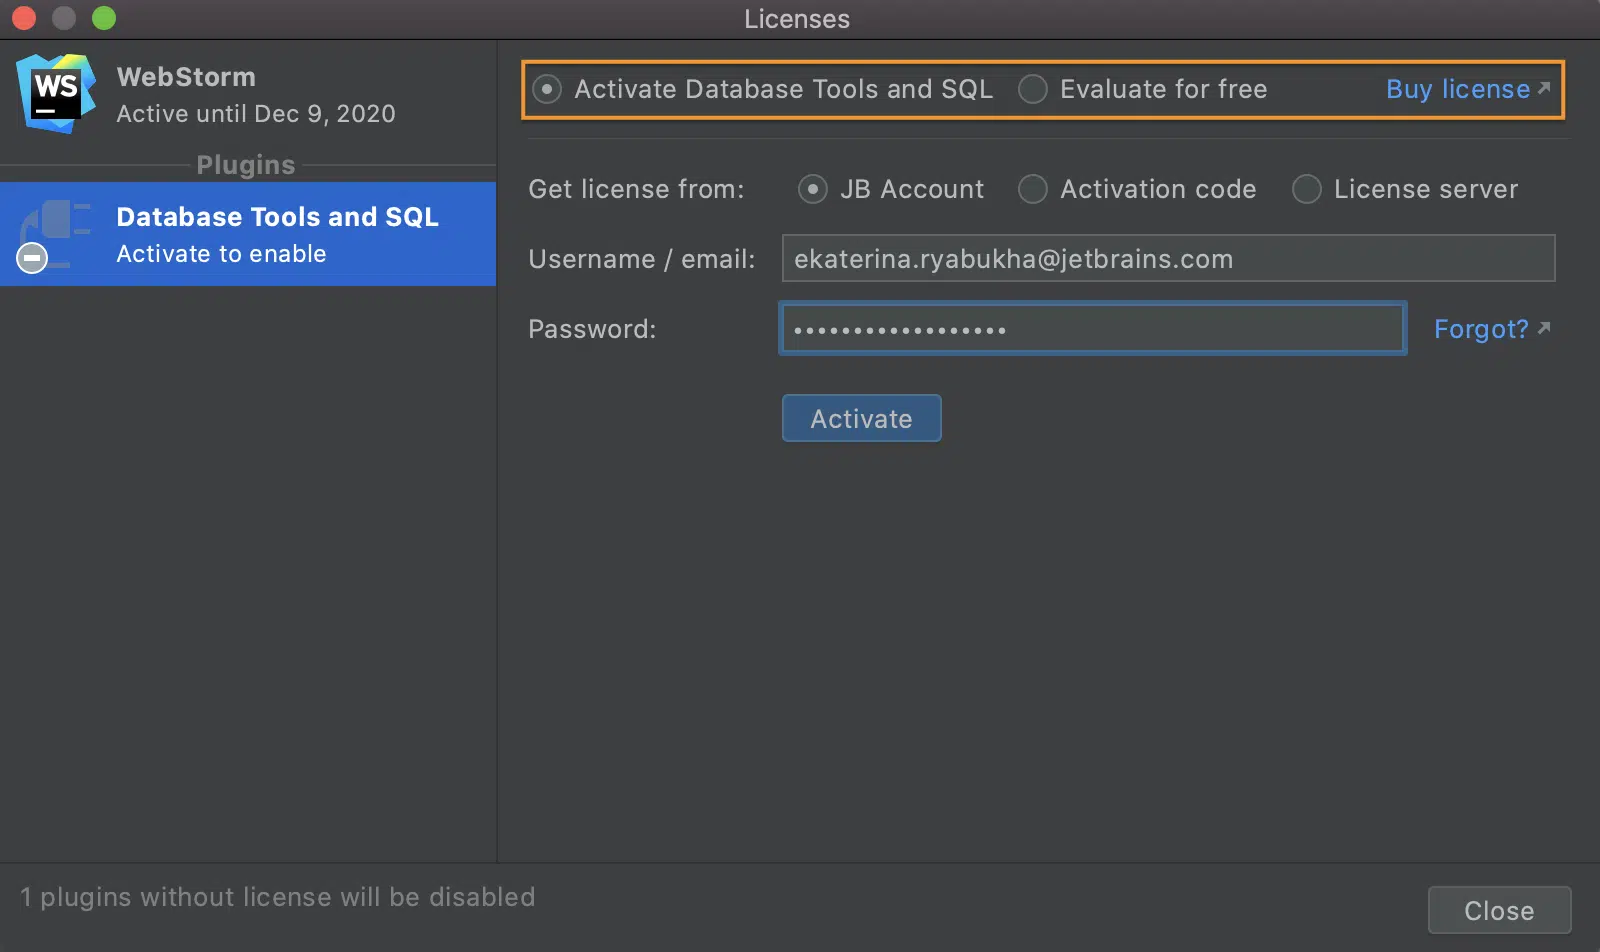 Licenses
WS
WebStorm
Active until Dec 9, 2020
Plugins
Database Tools and SQL
Activate to enable
Activate Database Tools and SQL Evaluate for free Buy license
Get license from: JB Account Activation code License server
Username / email: ekaterina.ryabukha@jetbrains.com
Password: •••••••••••••••••• Forgot?
Activate
1 plugins without license will be disabled
Close